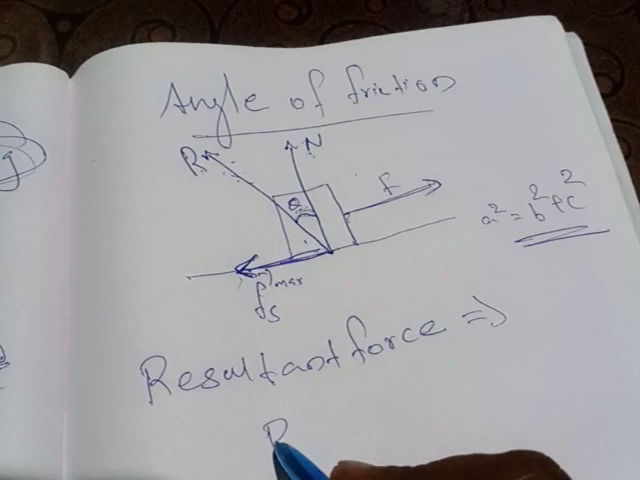 Angle of friction
R
N
θ
f
a² = b² + c²
fs max
Resultant force ⇒
R